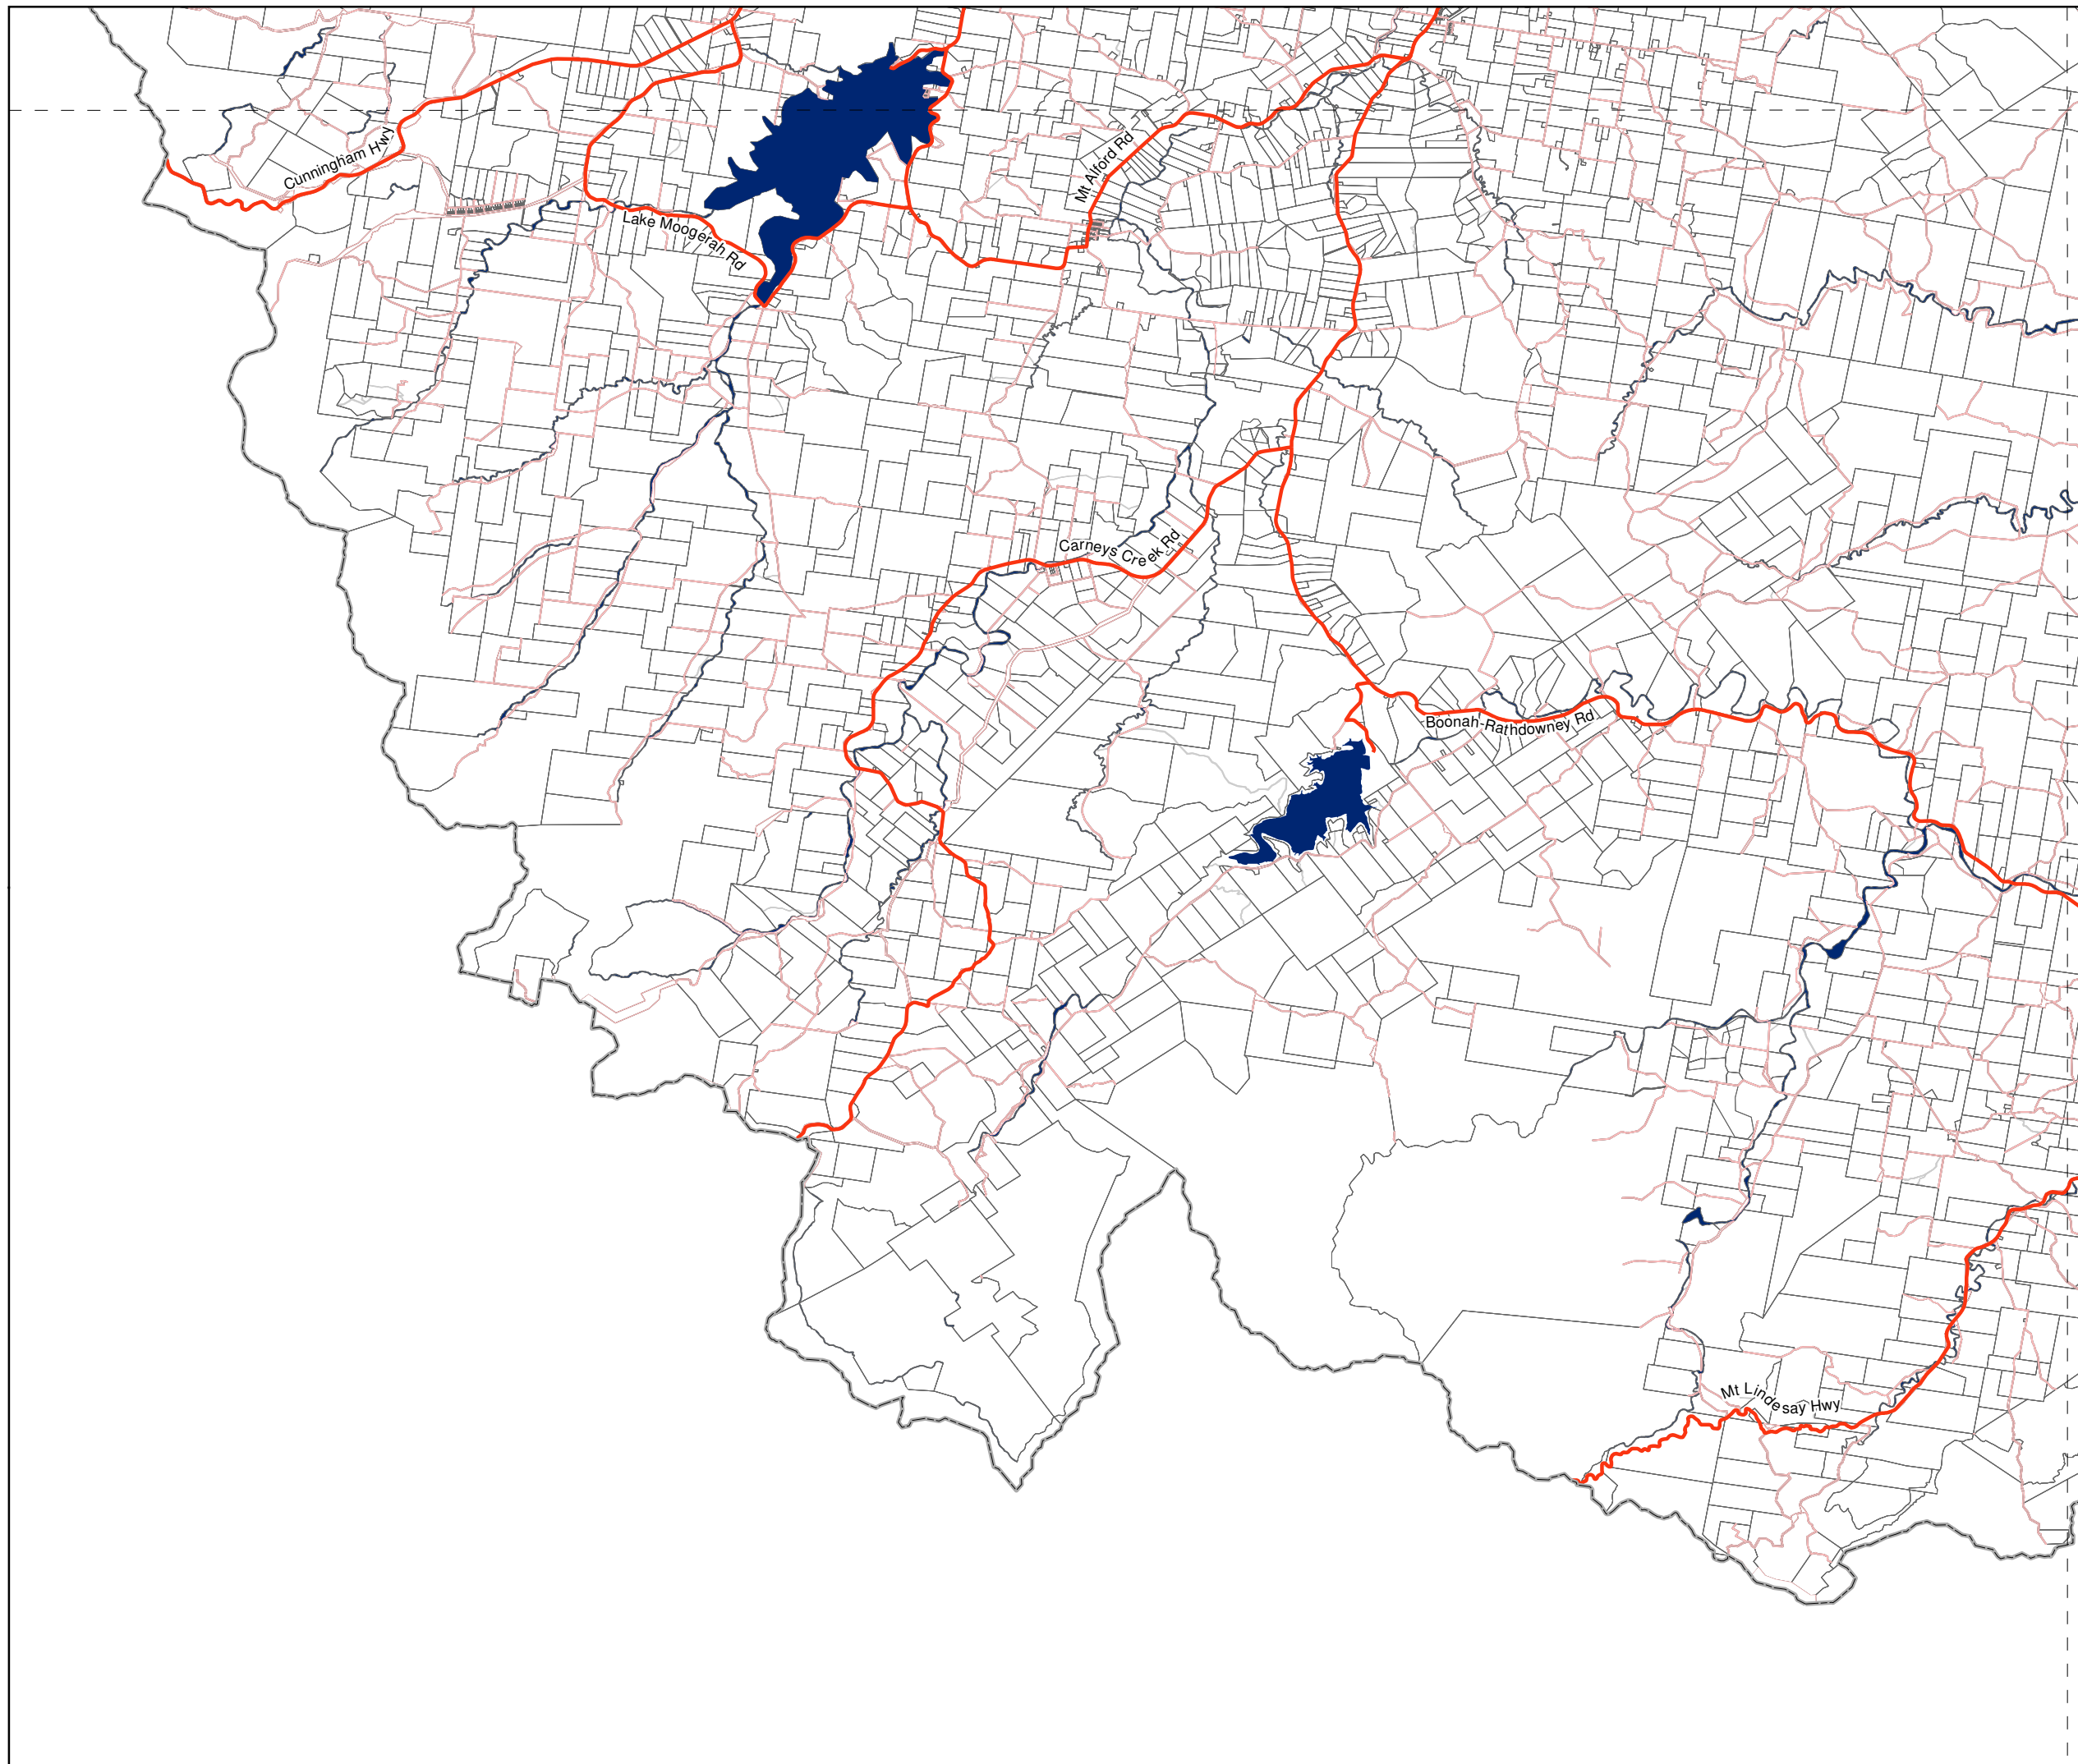 Cunningham Hwy
Mt Alford Rd
Lake Moogerah Rd
Carneys Creek Rd
Boonah-Rathdowney Rd
Mt Lindesay Hwy